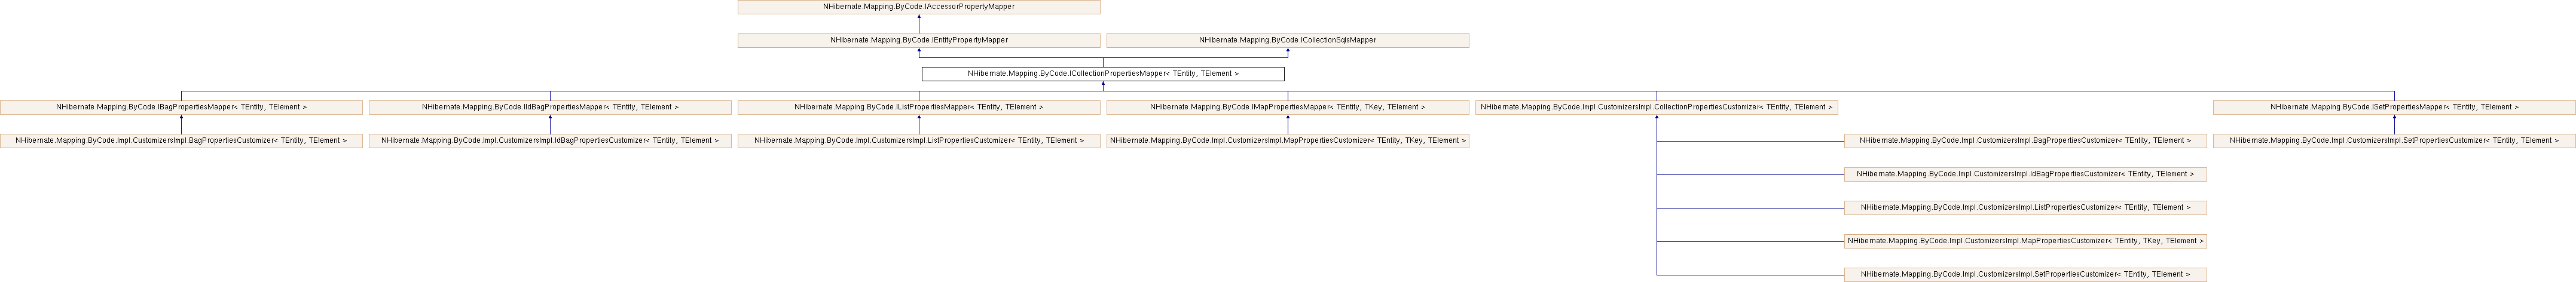 NHibernate.Mapping.ByCode.IAccessorPropertyMapper
NHibernate.Mapping.ByCode.IEntityPropertyMapper
NHibernate.Mapping.ByCode.ICollectionSqlsMapper
NHibernate.Mapping.ByCode.ICollectionPropertiesMapper< TEntity, TElement >
NHibernate.Mapping.ByCode.IBagPropertiesMapper< TEntity, TElement >
NHibernate.Mapping.ByCode.IIdBagPropertiesMapper< TEntity, TElement >
NHibernate.Mapping.ByCode.IListPropertiesMapper< TEntity, TElement >
NHibernate.Mapping.ByCode.IMapPropertiesMapper< TEntity, TKey, TElement >
NHibernate.Mapping.ByCode.Impl.CustomizersImpl.CollectionPropertiesCustomizer< TEntity, TElement >
NHibernate.Mapping.ByCode.ISetPropertiesMapper< TEntity, TElement >
NHibernate.Mapping.ByCode.Impl.CustomizersImpl.BagPropertiesCustomizer< TEntity, TElement >
NHibernate.Mapping.ByCode.Impl.CustomizersImpl.IdBagPropertiesCustomizer< TEntity, TElement >
NHibernate.Mapping.ByCode.Impl.CustomizersImpl.ListPropertiesCustomizer< TEntity, TElement >
NHibernate.Mapping.ByCode.Impl.CustomizersImpl.MapPropertiesCustomizer< TEntity, TKey, TElement >
NHibernate.Mapping.ByCode.Impl.CustomizersImpl.BagPropertiesCustomizer< TEntity, TElement >
NHibernate.Mapping.ByCode.Impl.CustomizersImpl.SetPropertiesCustomizer< TEntity, TElement >
NHibernate.Mapping.ByCode.Impl.CustomizersImpl.IdBagPropertiesCustomizer< TEntity, TElement >
NHibernate.Mapping.ByCode.Impl.CustomizersImpl.ListPropertiesCustomizer< TEntity, TElement >
NHibernate.Mapping.ByCode.Impl.CustomizersImpl.MapPropertiesCustomizer< TEntity, TKey, TElement >
NHibernate.Mapping.ByCode.Impl.CustomizersImpl.SetPropertiesCustomizer< TEntity, TElement >